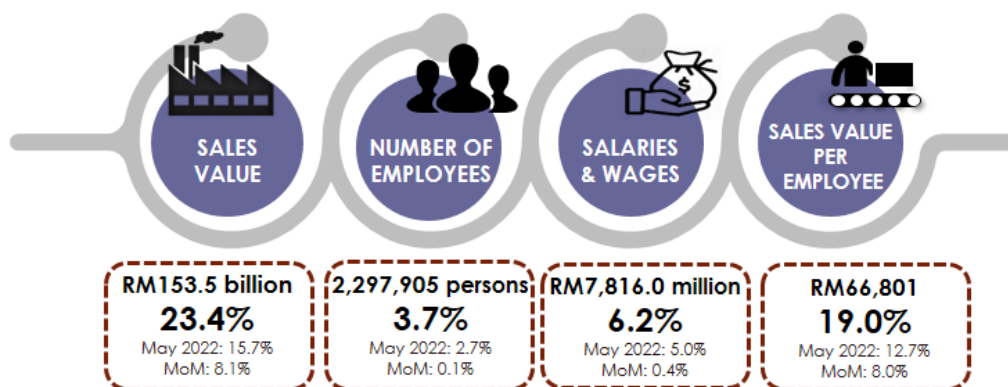 SALES
VALUE
RM153.5 billion
23.4%
May 2022: 15.7%
MoM: 8.1%
NUMBER OF
EMPLOYEES
2,297,905 persons
3.7%
May 2022: 2.7%
MoM: 0.1%
$
SALARIES
& WAGES
RM7,816.0 million
6.2%
May 2022: 5.0%
MoM: 0.4%
SALES VALUE
PER
EMPLOYEE
RM66,801
19.0%
May 2022: 12.7%
MoM: 8.0%